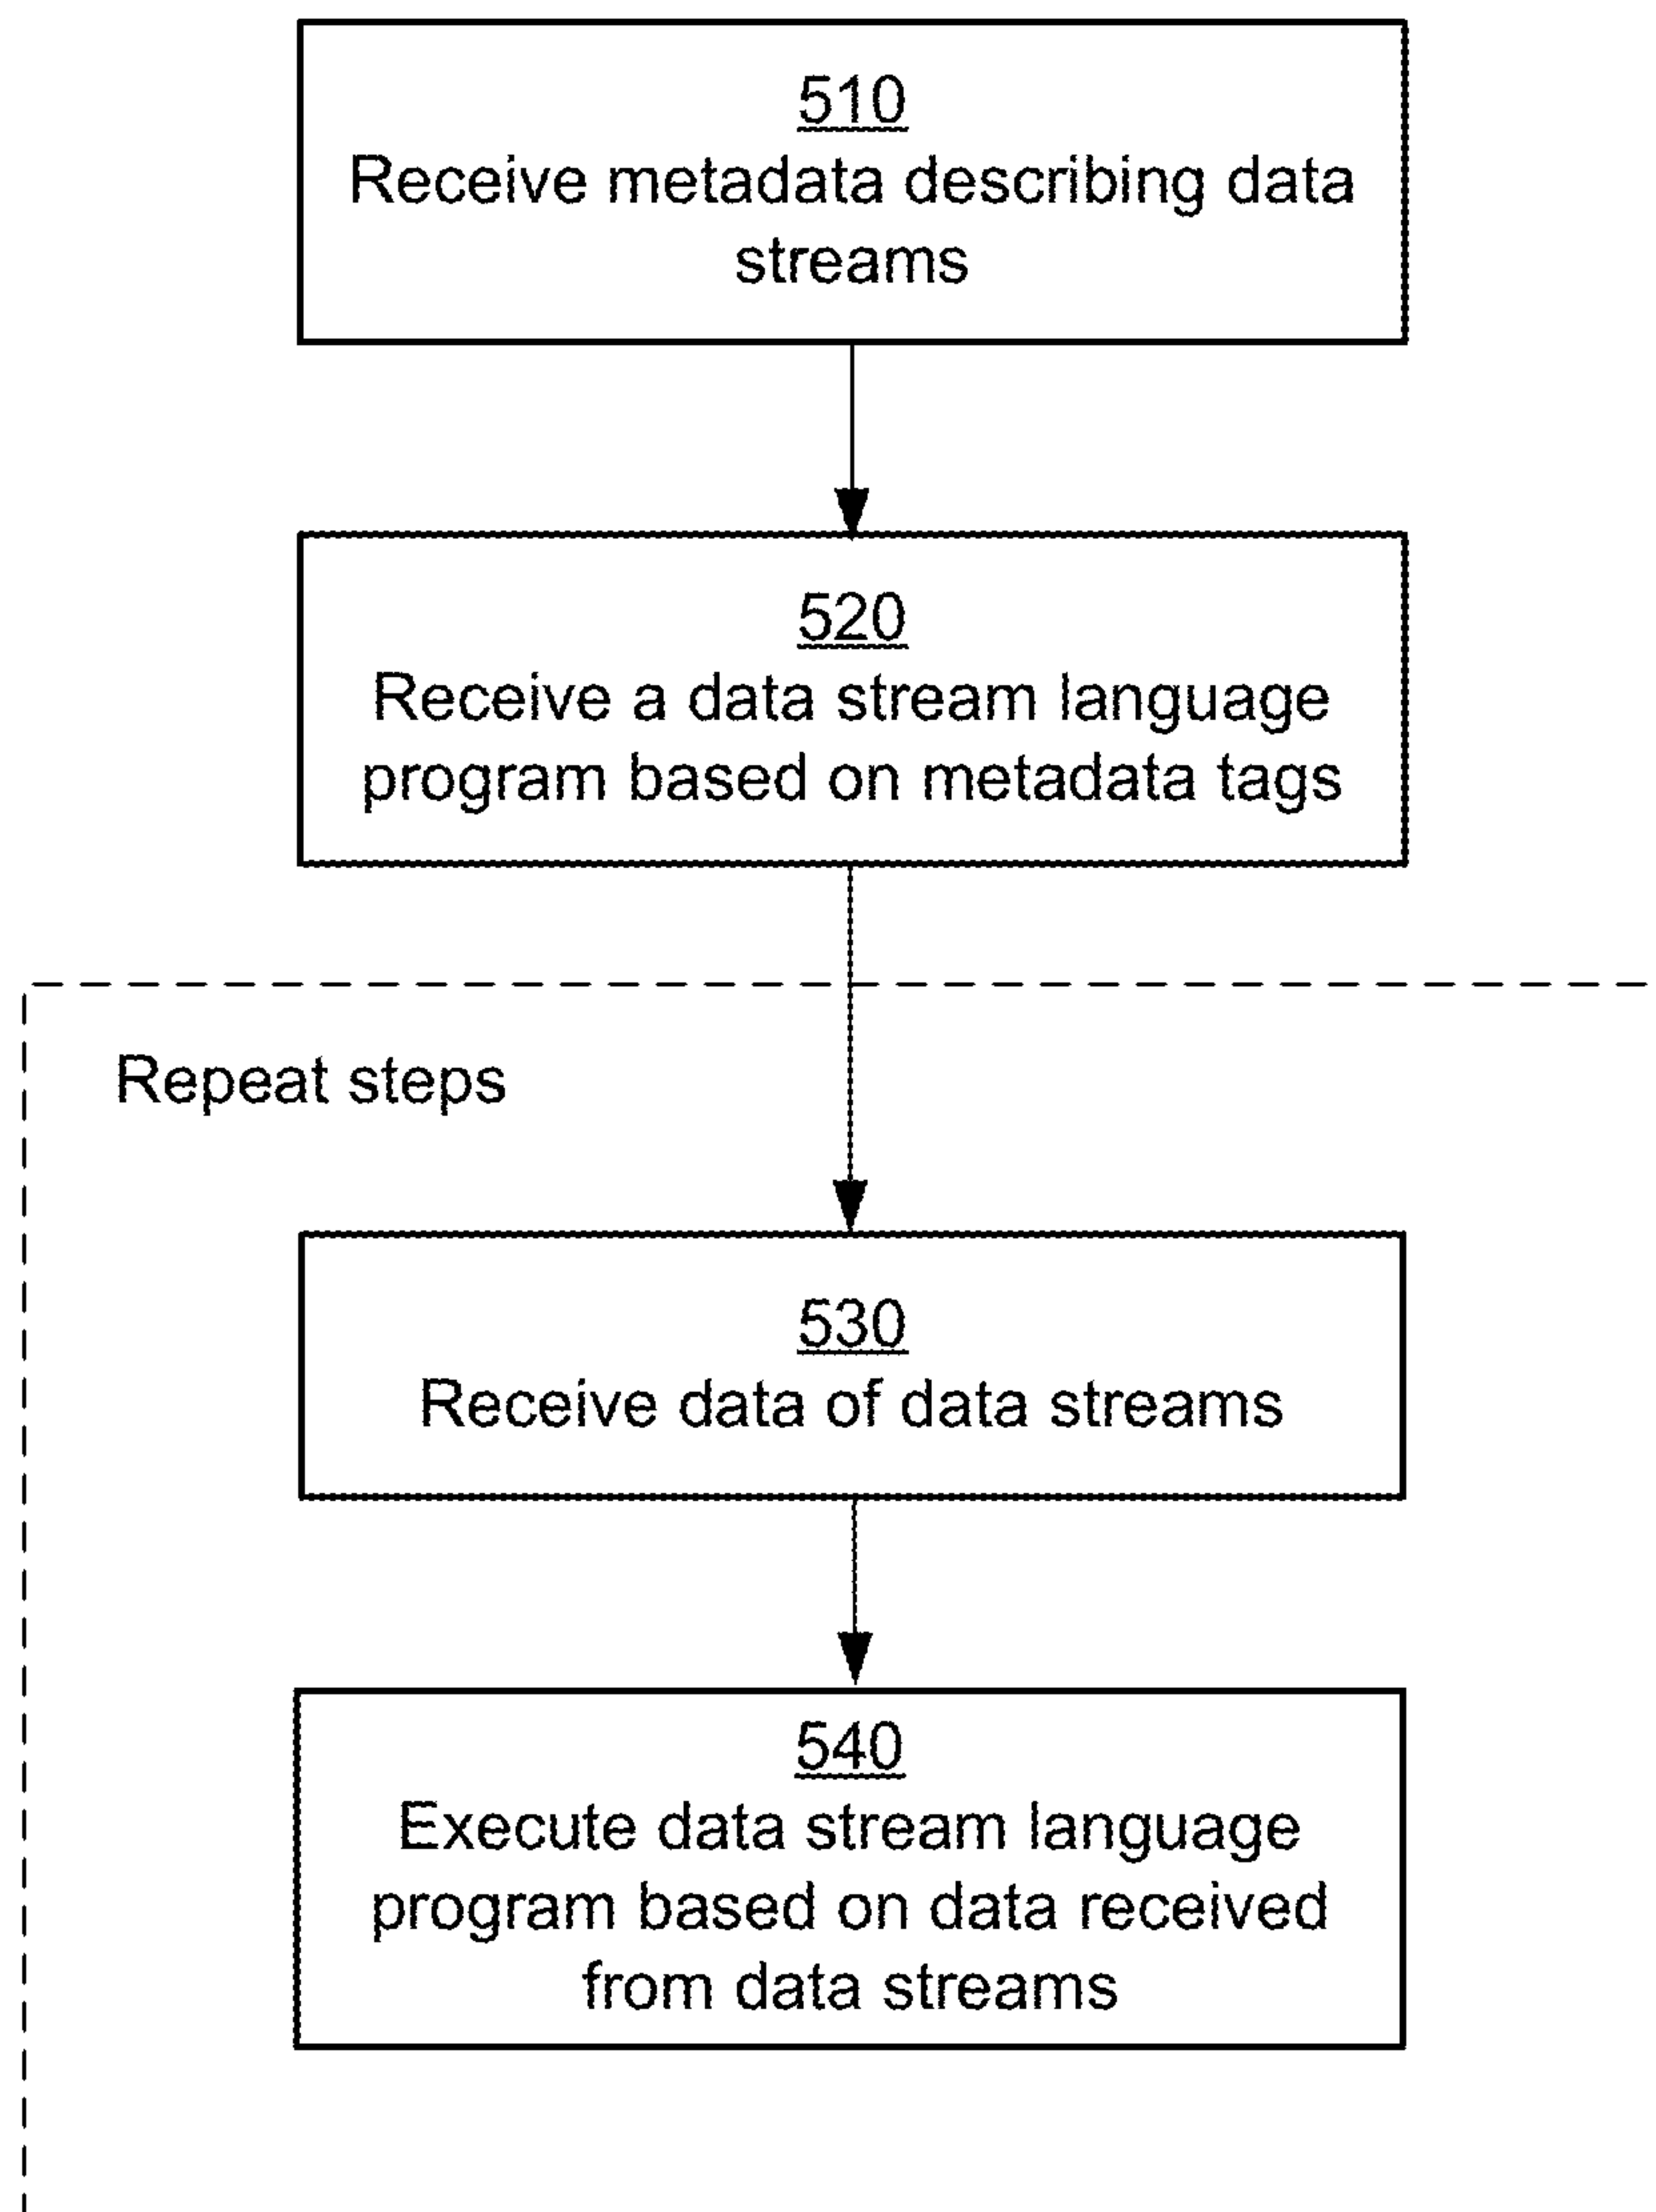 510
Receive metadata describing data
streams
520
Receive a data stream language
program based on metadata tags
Repeat steps
530
Receive data of data streams
540
Execute data stream language
program based on data received
from data streams